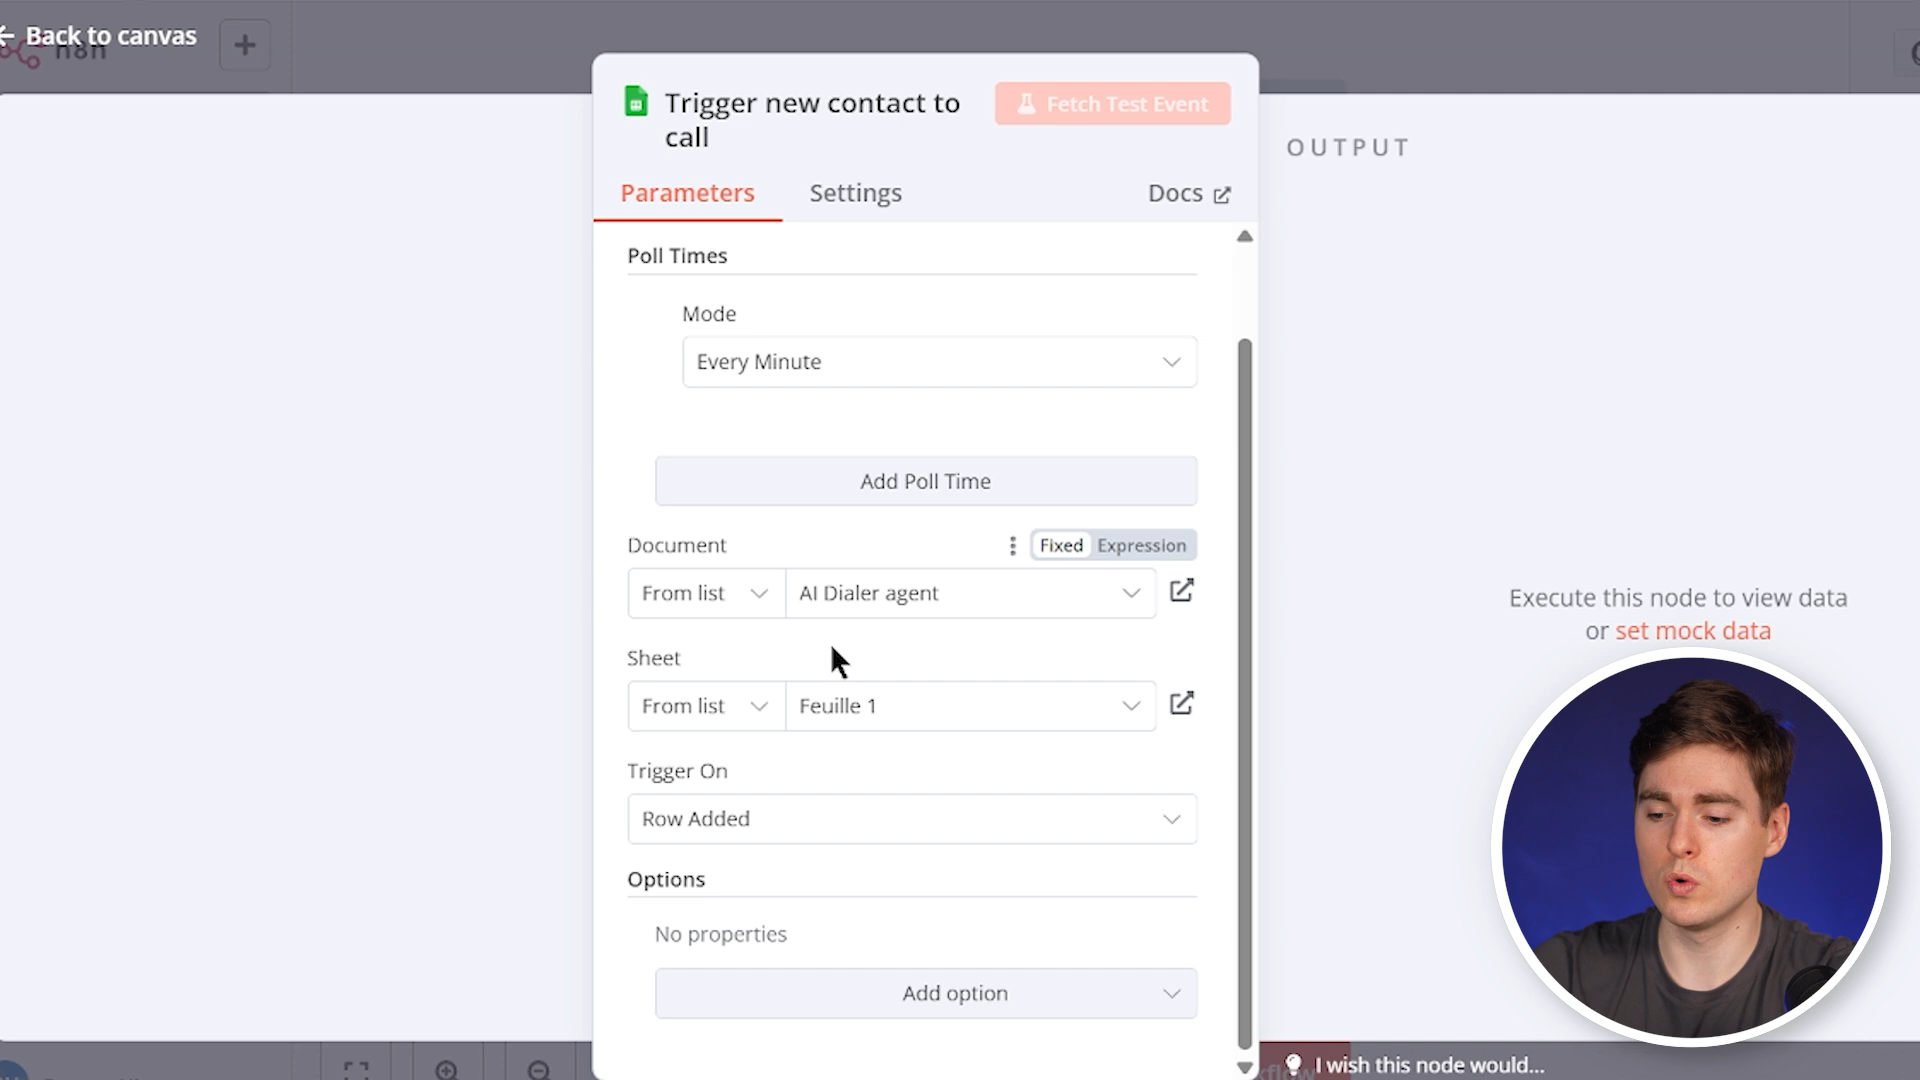 Back to canvas
n8n
Trigger new contact to
call
Fetch Test Event
Parameters
Settings
Docs
OUTPUT
Poll Times
Mode
Every Minute
Add Poll Time
Document
Fixed
Expression
From list
AI Dialer agent
Execute this node to view data
or set mock data
Sheet
From list
Feuille 1
Trigger On
Row Added
Options
No properties
Add option
I wish this node would...